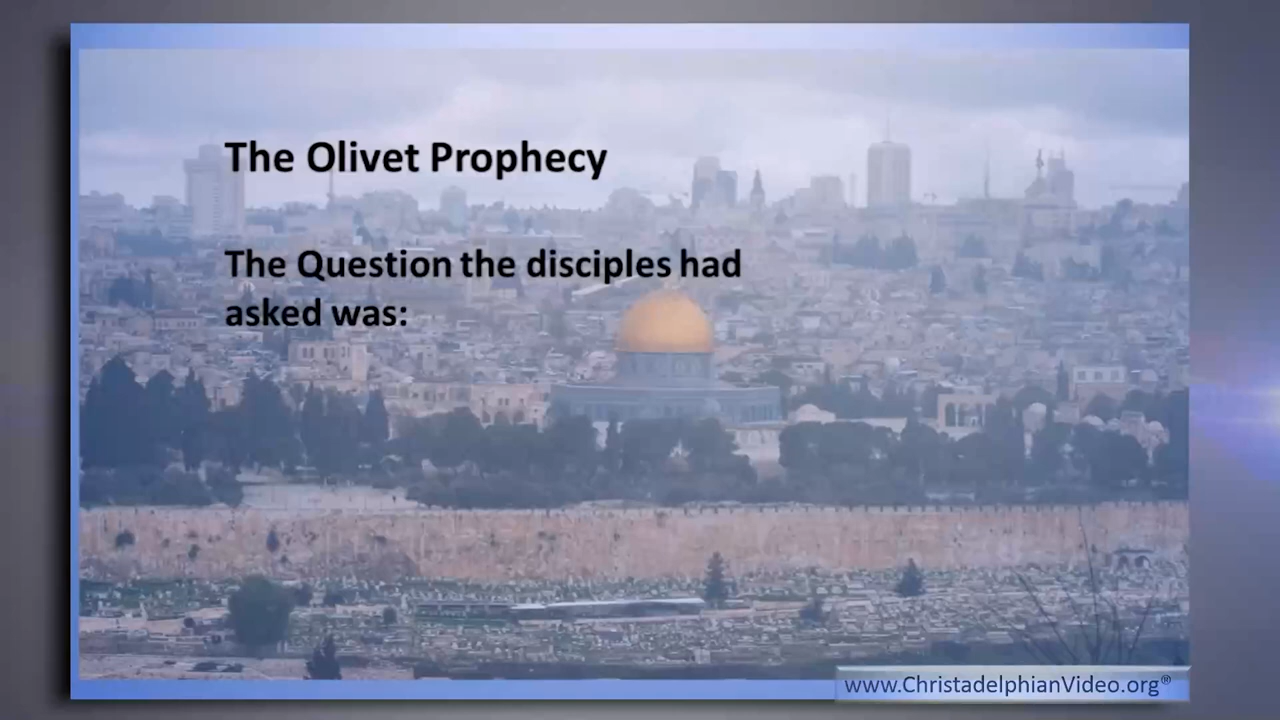 The Olivet Prophecy
The Question the disciples had
asked was:
www.ChristadelphianVideo.org®